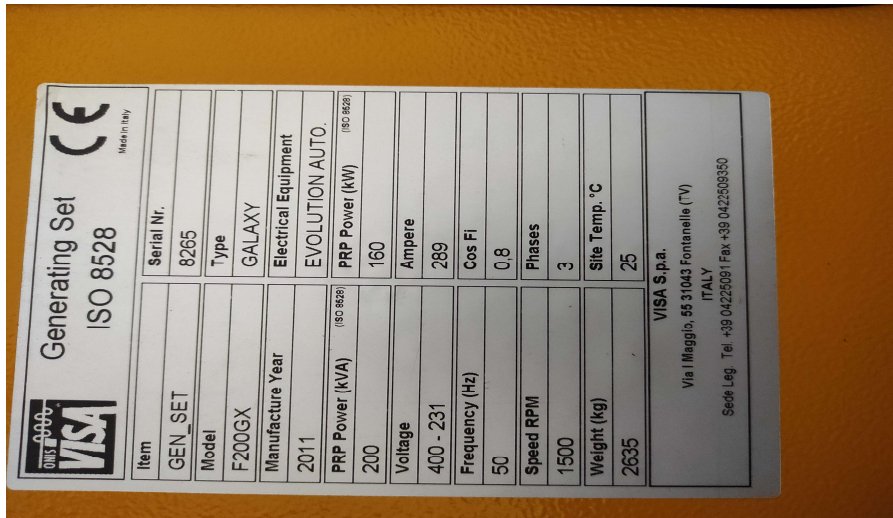 ONIS
VISA
Generating Set
ISO 8528
CE
Made in Italy
Item
GEN_SET
Serial Nr.
8265
Model
F200GX
Type
GALAXY
Manufacture Year
2011
Electrical Equipment
EVOLUTION AUTO.
PRP Power (kVA) (ISO 8528)
200
PRP Power (kW) (ISO 8528)
160
Voltage
400 - 231
Ampere
289
Frequency (Hz)
50
Cos Fi
0,8
Speed RPM
1500
Phases
3
Weight (kg)
2635
Site Temp. °C
25
VISA S.p.a.
Via I Maggio, 55 31043 Fontanelle (TV)
ITALY
Sede Leg. Tel. +39 04225091 Fax +39 0422509350